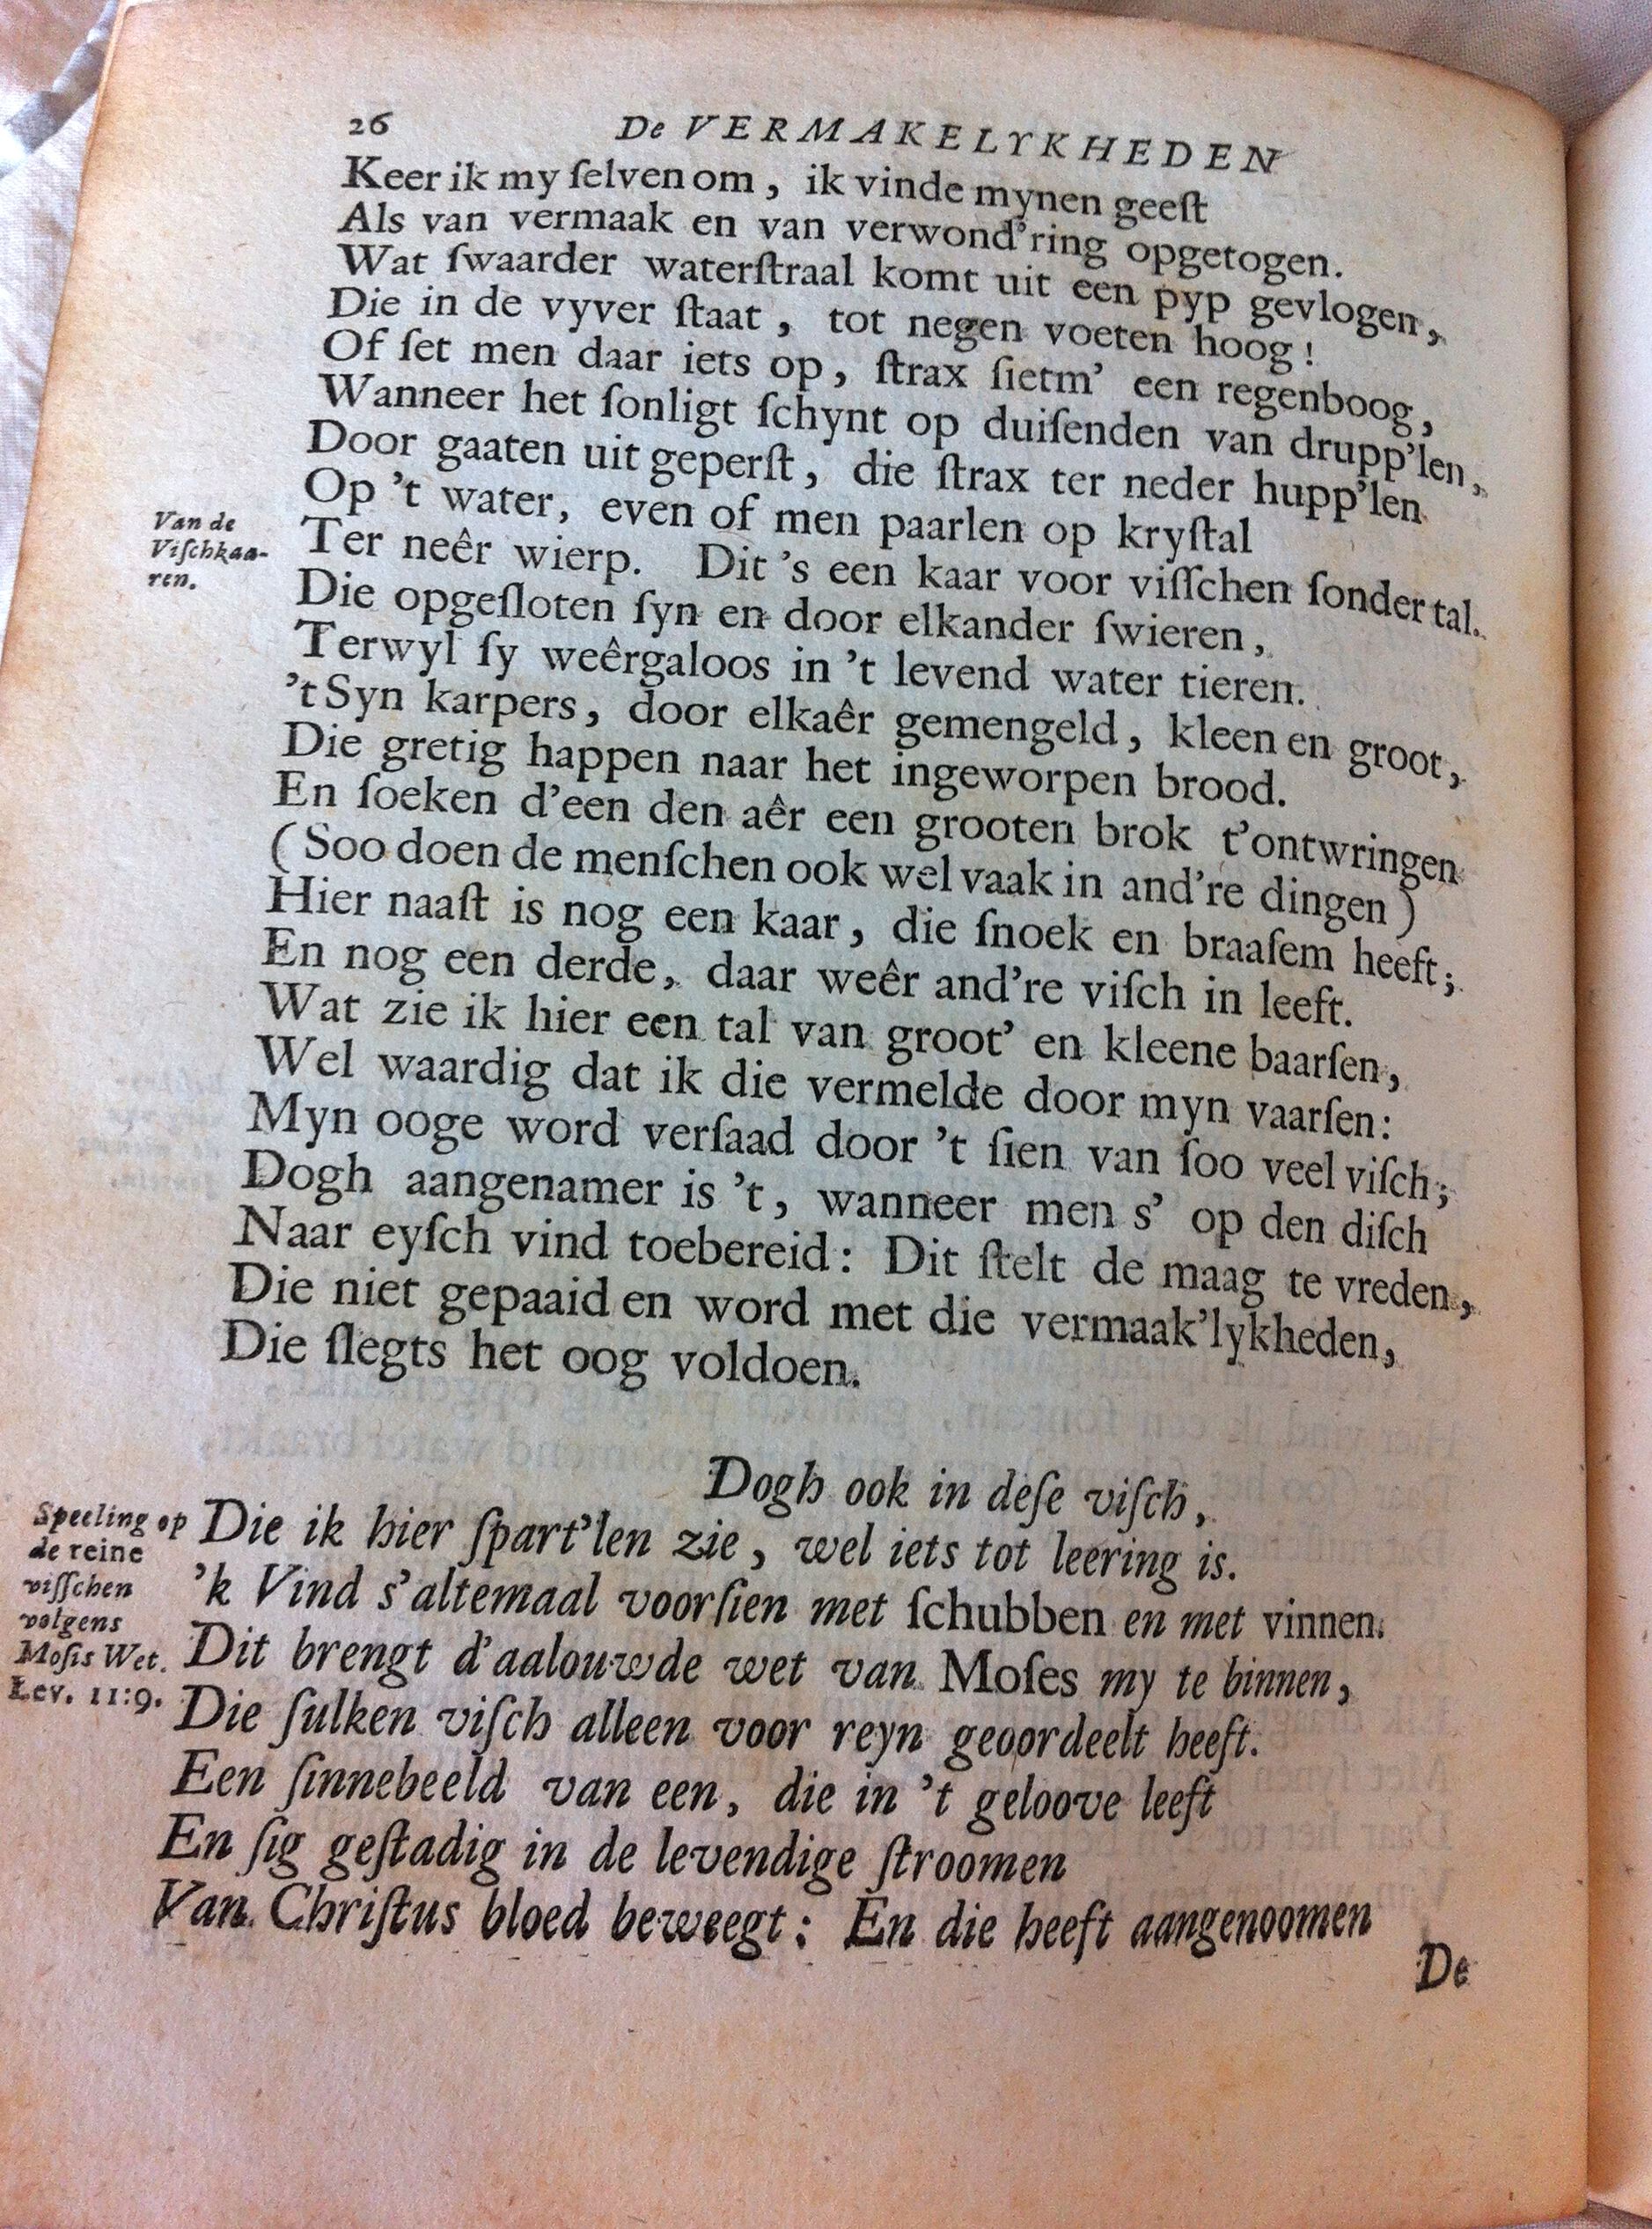 26 De VERMAKELYKHEDEN
Keer ik my ſelven om, ik vinde mynen geeſt
Als van vermaak en van verwond'ring opgetogen.
Wat ſwaarder waterſtraal komt uit een pyp gevlogen,
Die in de vyver ſtaat, tot negen voeten hoog!
Of ſet men daar iets op, ſtrax ſietm' een regenboog,
Wanneer het ſonligt ſchynt op duiſenden van drupp'len,
Door gaaten uit geperſt, die ſtrax ter neder hupp'len
Op 't water, even of men paarlen op kryſtal
Van de
Viſchkaa-
ren.
Ter neêr wierp. Dit 's een kaar voor viſſchen ſonder tal.
Die opgeſloten ſyn en door elkander ſwieren,
Terwyl ſy weêrgaloos in 't levend water tieren.
't Syn karpers, door elkaêr gemengeld, kleen en groot,
Die gretig happen naar het ingeworpen brood.
En ſoeken d'een den aêr een grooten brok t'ontwringen
(Soo doen de menſchen ook wel vaak in and're dingen)
Hier naaſt is nog een kaar, die ſnoek en braaſem heeft;
En nog een derde, daar weêr and're viſch in leeft.
Wat zie ik hier een tal van groot' en kleene baarſen,
Wel waardig dat ik die vermelde door myn vaarſen:
Myn ooge word verſaad door 't ſien van ſoo veel viſch;
Dogh aangenamer is 't, wanneer men s' op den diſch
Naar eyſch vind toebereid: Dit ſtelt de maag te vreden,
Die niet gepaaid en word met die vermaak'lykheden,
Die ſlegts het oog voldoen.
Dogh ook in deſe viſch,
Speeling op
de reine
viſſchen
volgens
Moſis Wet.
Lev. 11:9.
Die ik hier ſpart'len zie, wel iets tot leering is.
'k Vind s'altemaal voorſien met ſchubben en met vinnen.
Dit brengt d'aalouwde wet van Moſes my te binnen,
Die ſulken viſch alleen voor reyn geoordeelt heeft.
Een ſinnebeeld van een, die in 't geloove leeft
En ſig geſtadig in de levendige ſtroomen
Van Chriſtus bloed beweegt: En die heeft aangenoomen
De